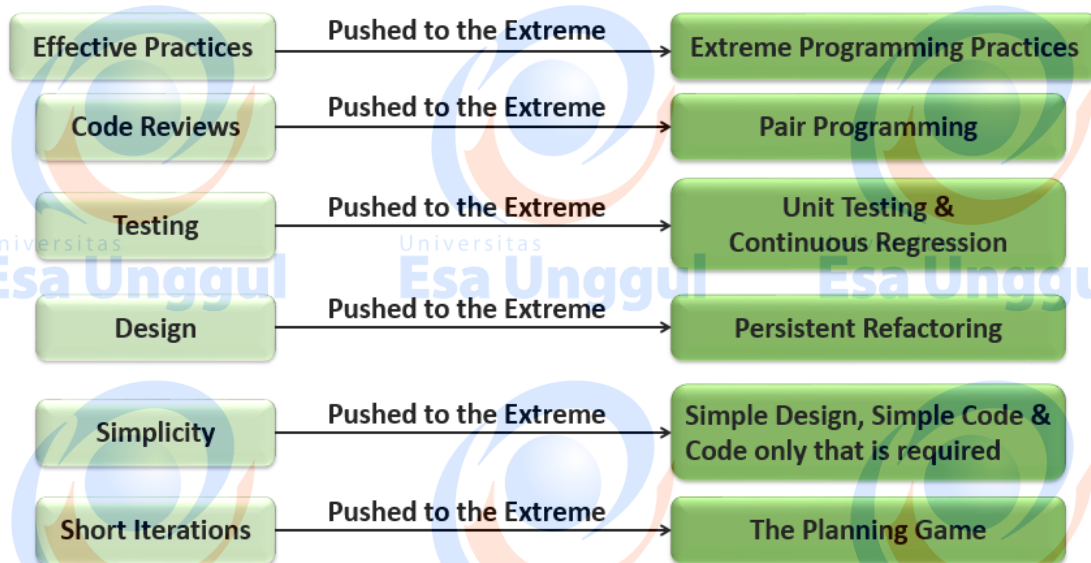 Effective Practices
Pushed to the Extreme
Extreme Programming Practices
Code Reviews
Pushed to the Extreme
Pair Programming
Testing
Pushed to the Extreme
Unit Testing &
Continuous Regression
Universitas
Esa Unggul
Universitas
Esa Unggul
Universitas
Esa Unggul
Design
Pushed to the Extreme
Persistent Refactoring
Simplicity
Pushed to the Extreme
Simple Design, Simple Code &
Code only that is required
Short Iterations
Pushed to the Extreme
The Planning Game